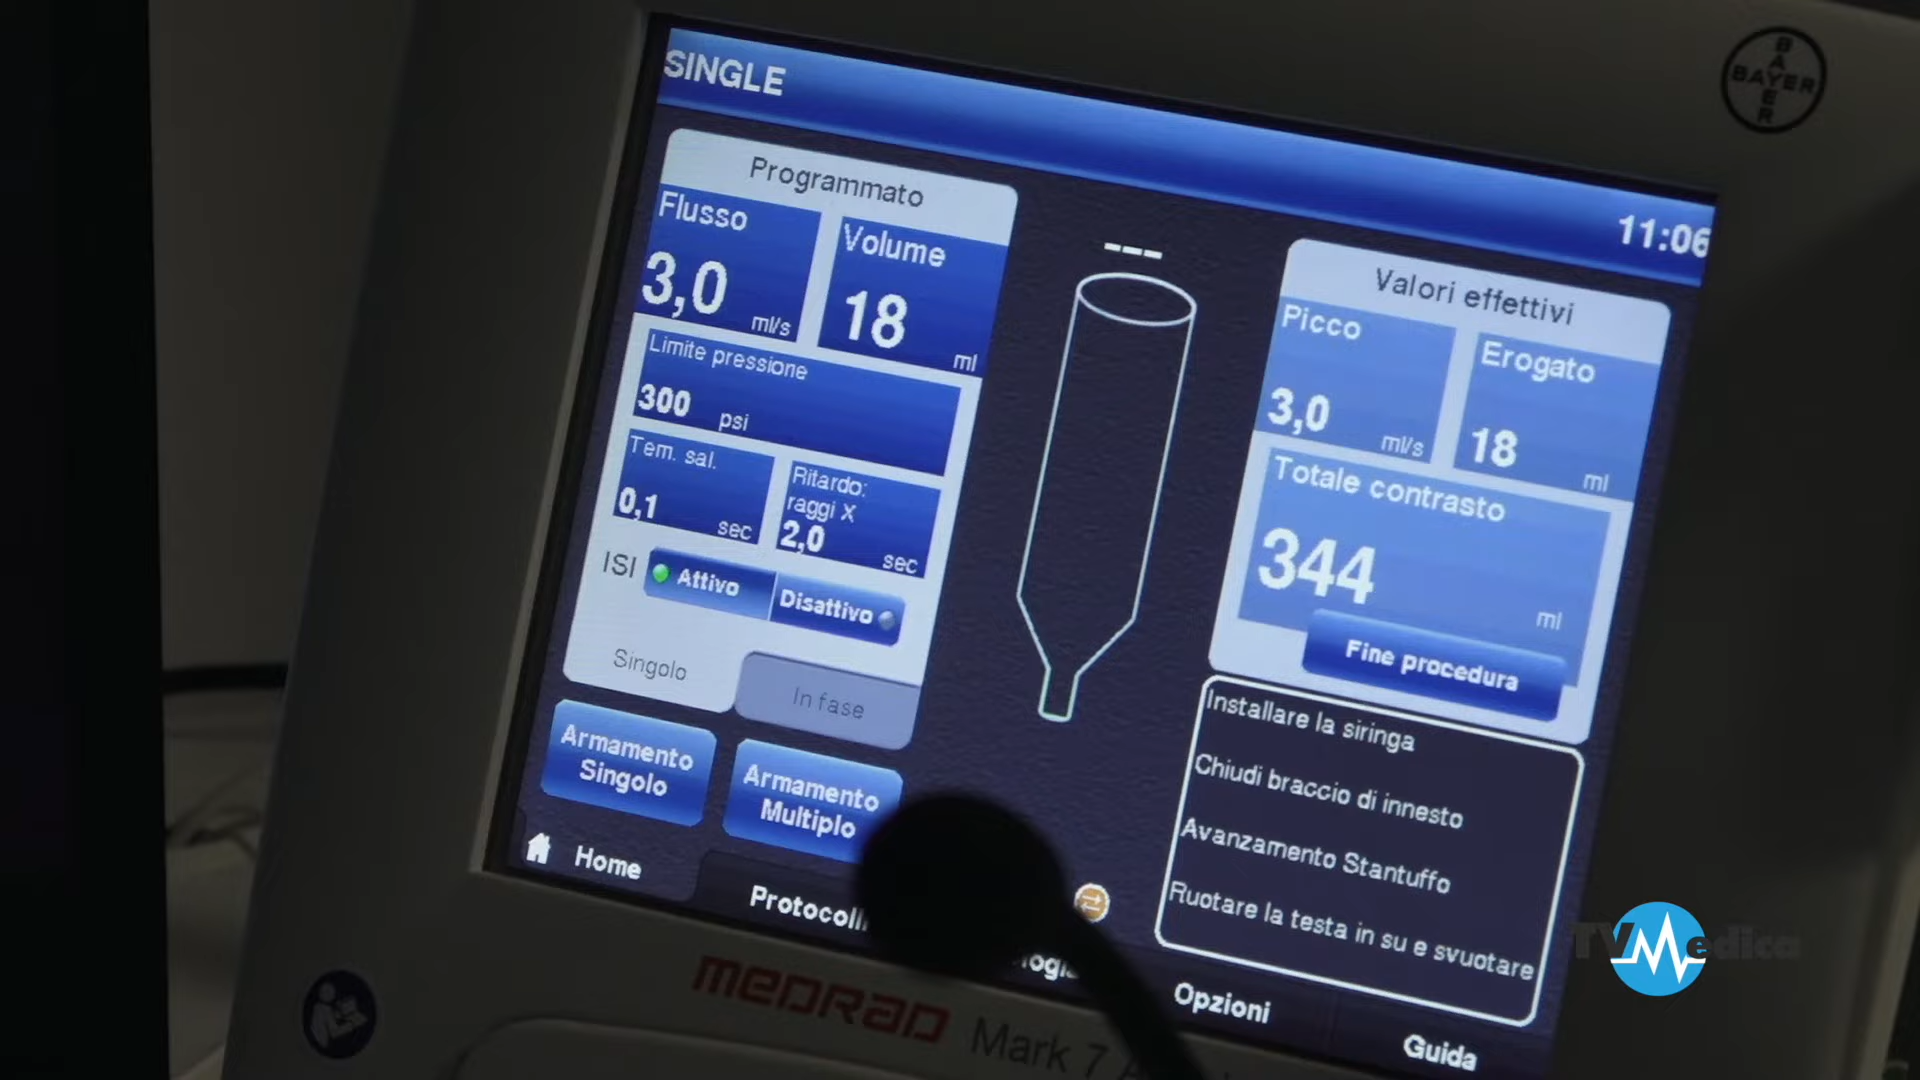 SINGLE
11:06
Programmato
Flusso
3,0
ml/s
Volume
18
ml
Limite pressione
300 psi
Tem. sal.
0,1
sec
Ritardo:
raggi X
2,0
sec
ISI
Attivo
Disattivo
Singolo
In fase
Armamento
Singolo
Armamento
Multiplo
---
Valori effettivi
Picco
3,0
ml/s
Erogato
18
ml
Totale contrasto
344
ml
Fine procedura
Installare la siringa
Chiudi braccio di innesto
Avanzamento Stantuffo
Ruotare la testa in su e svuotare
Home
Protocolli
Opzioni
Guida
MEDRAD Mark 7
BAYER
BAYER
TVMedica